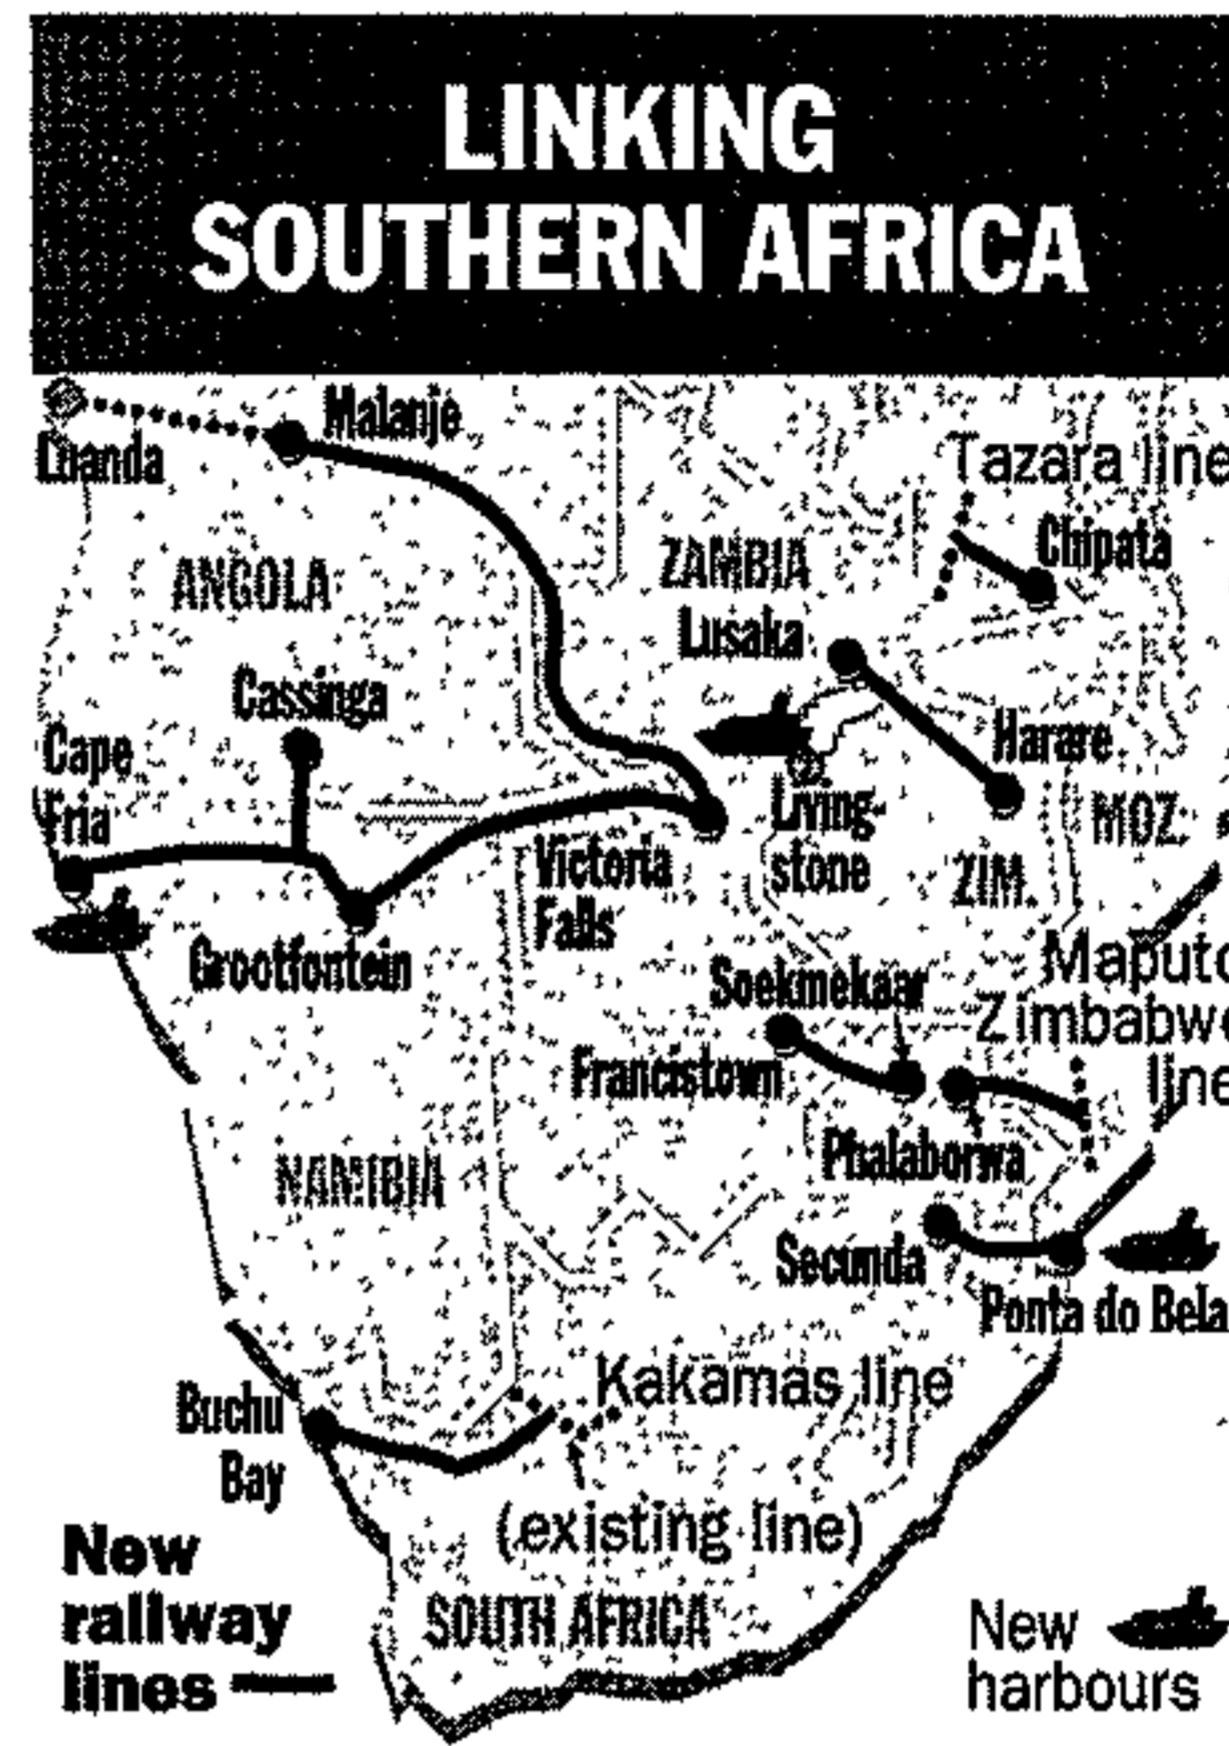 LINKING
SOUTHERN AFRICA
Malanje
Luanda
Tazara line
Chipata
ANGOLA
ZAMBIA
Lusaka
Cassinga
Cape
Fria
Harare
Living-
stone
MOZ.
Victoria
Falls
ZIM.
Grootfontein
Soekmekaar
Maputo
Zimbabwe
line
Francistown
Phalaborwa
NAMIBIA
Secunda
Ponta do Bela
Kakamas line
Buchu
Bay
(existing line)
New
railway
lines
SOUTH AFRICA
New
harbours